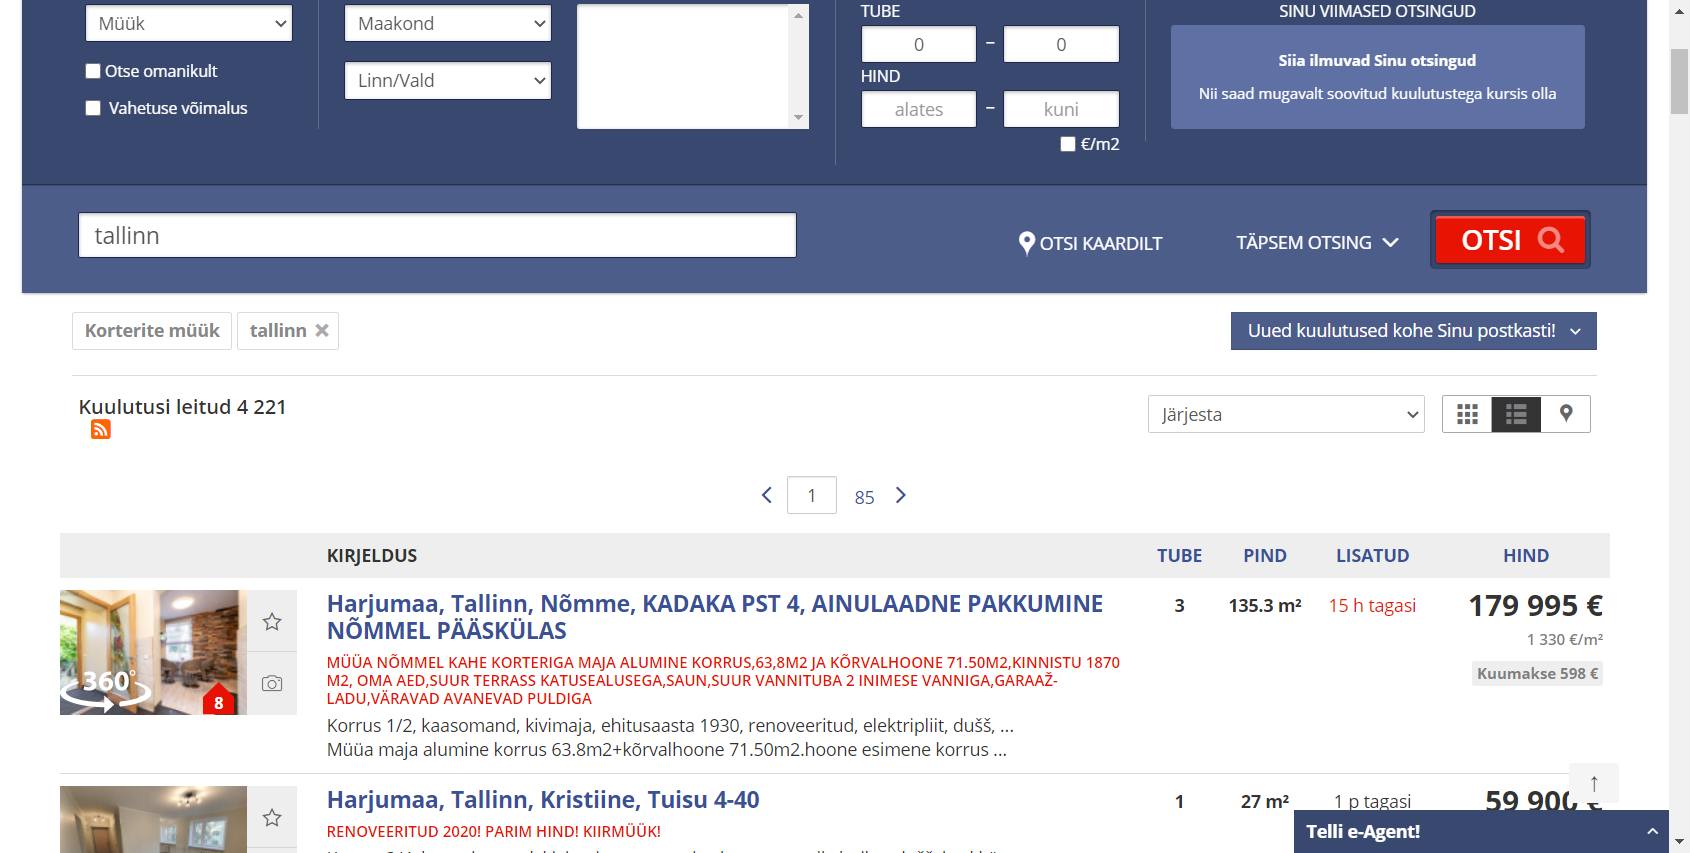 Müük
Maakond
TUBE
SINU VIIMASED OTSINGUD
0 – 0
Siia ilmuvad Sinu otsingud
Otse omanikult
Linn/Vald
HIND
Nii saad mugavalt soovitud kuulutustega kursis olla
Vahetuse võimalus
alates – kuni
€/m2
tallinn
OTSI KAARDILT
TÄPSEM OTSING
OTSI
Korterite müük
tallinn
Uued kuulutused kohe Sinu postkasti!
Kuulutusi leitud 4 221
Järjesta
1 85
KIRJELDUS TUBE PIND LISATUD HIND
Harjumaa, Tallinn, Nõmme, KADAKA PST 4, AINULAADNE PAKKUMINE
NÕMMEL PÄÄSKÜLAS
3 135.3 m² 15 h tagasi 179 995 €
1 330 €/m²
Kuumakse 598 €
MÜÜA NÕMMEL KAHE KORTERIGA MAJA ALUMINE KORRUS,63,8M2 JA KÕRVALHOONE 71.50M2,KINNISTU 1870
M2, OMA AED,SUUR TERRASS KATUSEALUSEGA,SAUN,SUUR VANNITUBA 2 INIMESE VANNIGA,GARAAŽ-
LADU,VÄRAVAD AVANEVAD PULDIGA
360°
8
Korrus 1/2, kaasomand, kivimaja, ehitusaasta 1930, renoveeritud, elektripliit, dušš, ...
Müüa maja alumine korrus 63.8m2+kõrvalhoone 71.50m2.hoone esimene korrus ...
Harjumaa, Tallinn, Kristiine, Tuisu 4-40
1 27 m² 1 p tagasi 59 900 €
RENOVEERITUD 2020! PARIM HIND! KIIRMÜÜK!
Telli e-Agent!